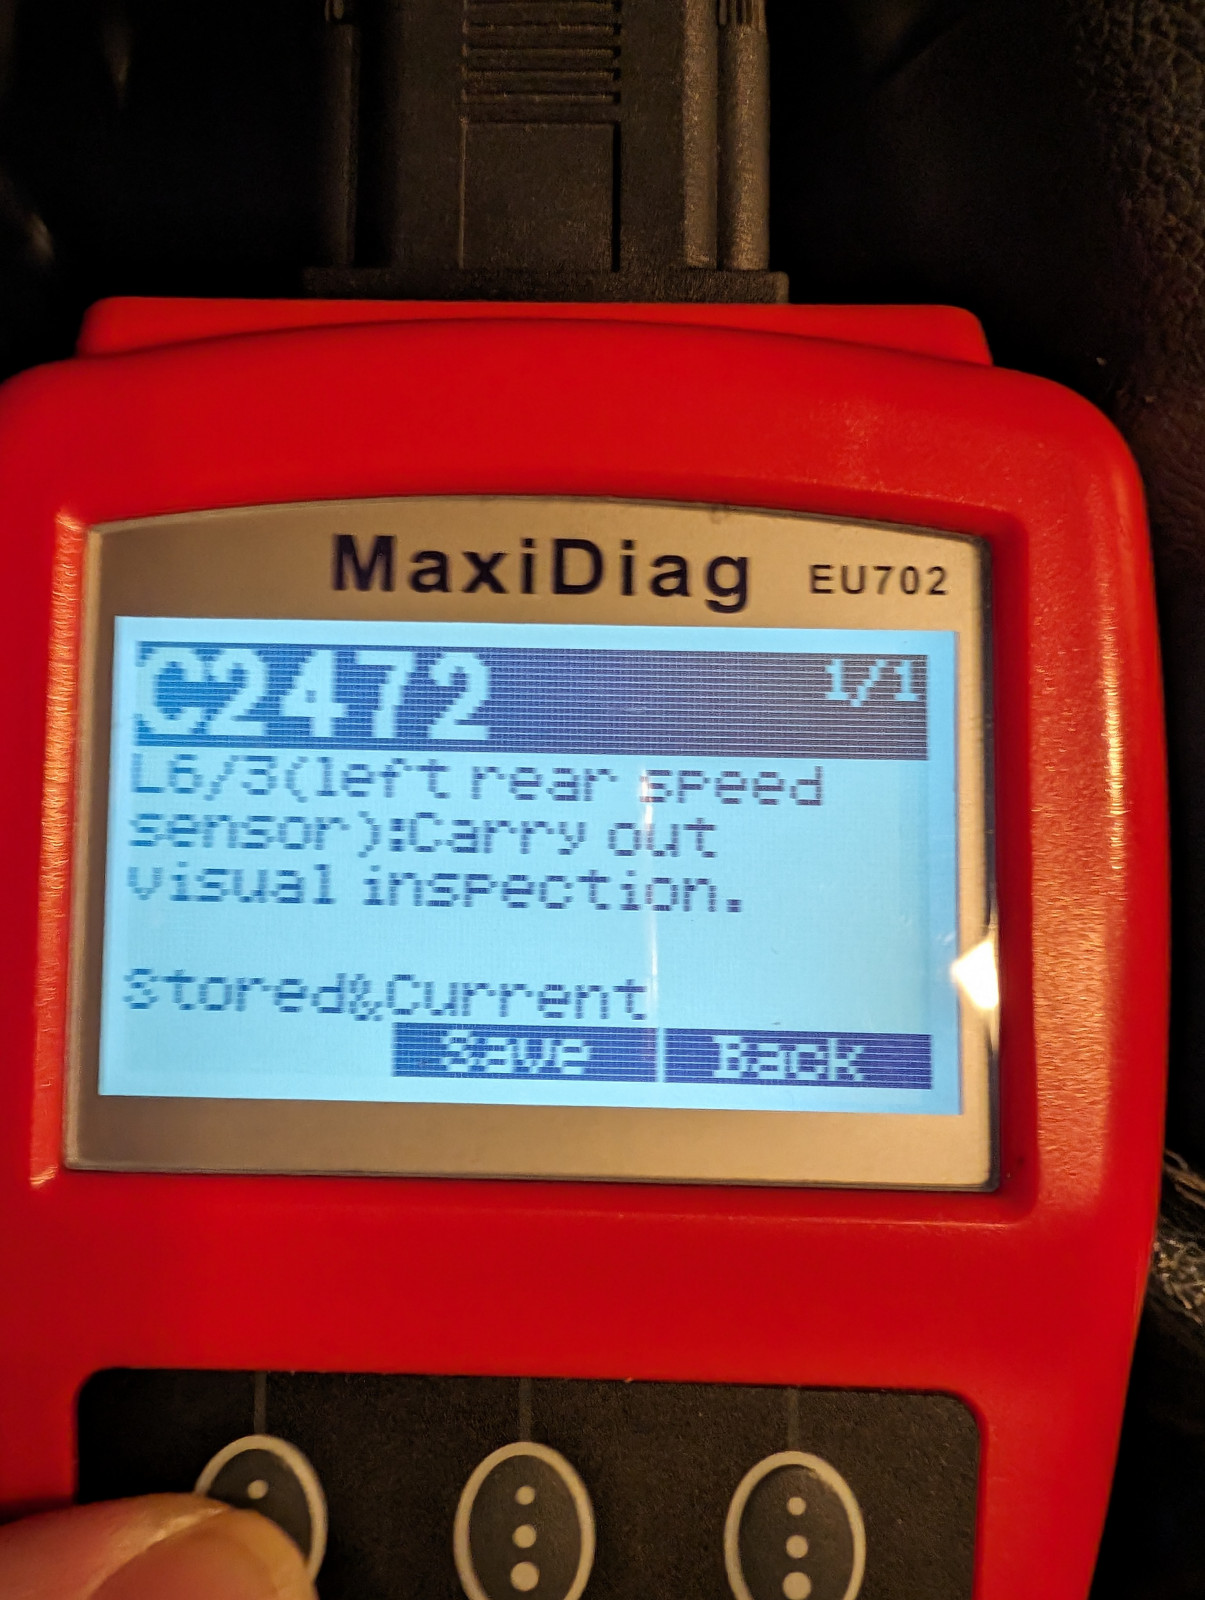 MaxiDiag EU702
C2472 1/1
L6/3(left rear speed
sensor):Carry out
visual inspection.
Stored&Current
Save Back